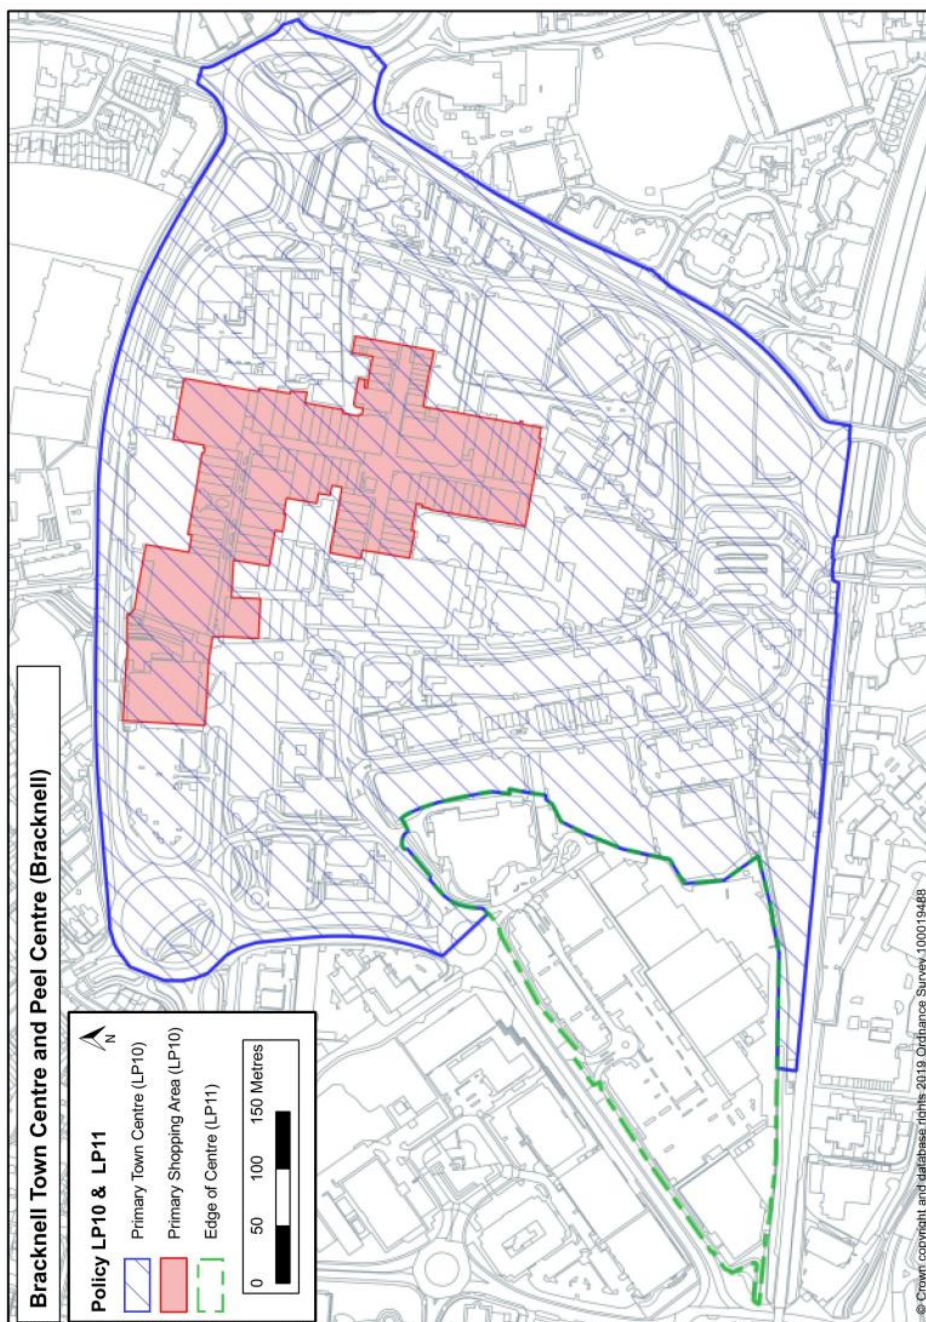 Bracknell Town Centre and Peel Centre (Bracknell)
Policy LP10 & LP11
N
Primary Town Centre (LP10)
Primary Shopping Area (LP10)
Edge of Centre (LP11)
0 50 100 150 Metres
© Crown copyright and database rights 2019 Ordnance Survey 100019488